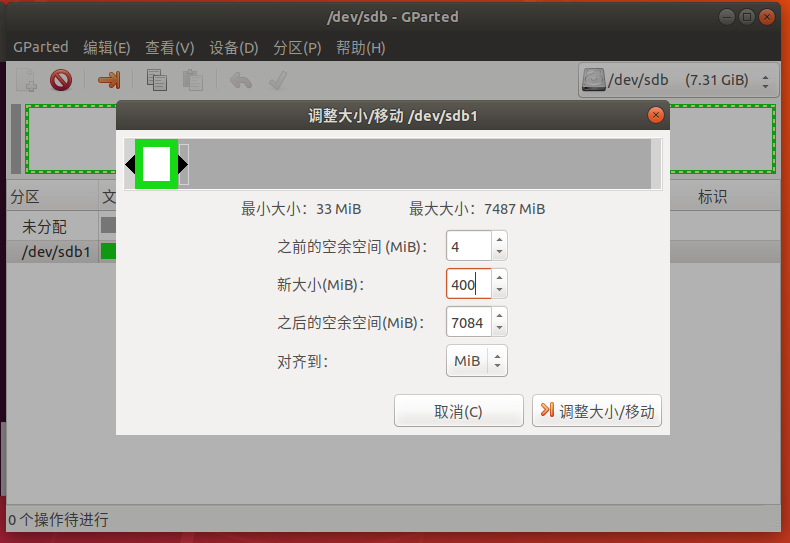 /dev/sdb - GParted
GParted 编辑(E) 查看(V) 设备(D) 分区(P) 帮助(H)
/dev/sdb (7.31 GiB)
调整大小/移动 /dev/sdb1
分区 文 标识
最小大小：33 MiB 最大大小：7487 MiB
未分配
之前的空余空间 (MiB)： 4
/dev/sdb1
新大小(MiB)： 400
之后的空余空间(MiB)： 7084
对齐到： MiB
取消(C) 调整大小/移动
0 个操作待进行